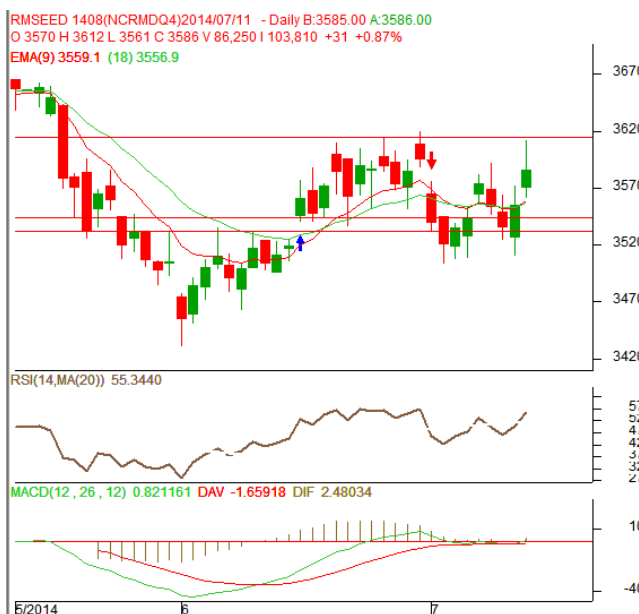 RMSEED 1408(NCRMDQ4)2014/07/11 - Daily B:3585.00 A:3586.00
O 3570 H 3612 L 3561 C 3586 V 86,250 I 103,810 +31 +0.87%
EMA(9) 3559.1 (18) 3556.9
3670
3620
3570
3520
3470
3420
RSI(14,MA(20)) 55.3440
MACD(12 , 26 , 12) 0.821161 DAV -1.65918 DIF 2.48034
5/2014 6 7